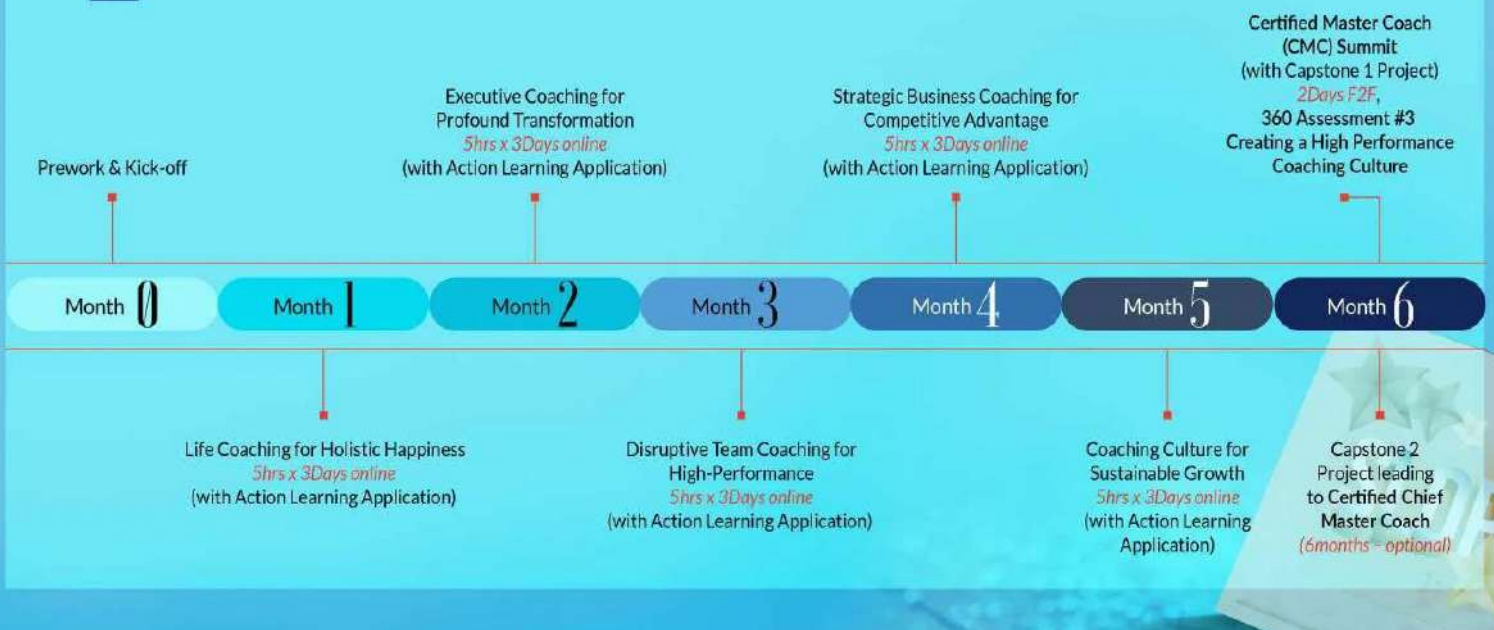 Certified Master Coach
(CMC) Summit
(with Capstone 1 Project)
2Days F2F,
360 Assessment #3
Creating a High Performance
Coaching Culture
Executive Coaching for
Profound Transformation
5hrs x 3Days online
(with Action Learning Application)
Strategic Business Coaching for
Competitive Advantage
5hrs x 3Days online
(with Action Learning Application)
Prework & Kick-off
Month 0
Month 1
Month 2
Month 3
Month 4
Month 5
Month 6
Life Coaching for Holistic Happiness
5hrs x 3Days online
(with Action Learning Application)
Disruptive Team Coaching for
High-Performance
5hrs x 3Days online
(with Action Learning Application)
Coaching Culture for
Sustainable Growth
5hrs x 3Days online
(with Action Learning
Application)
Capstone 2
Project leading
to Certified Chief
Master Coach
(6months - optional)